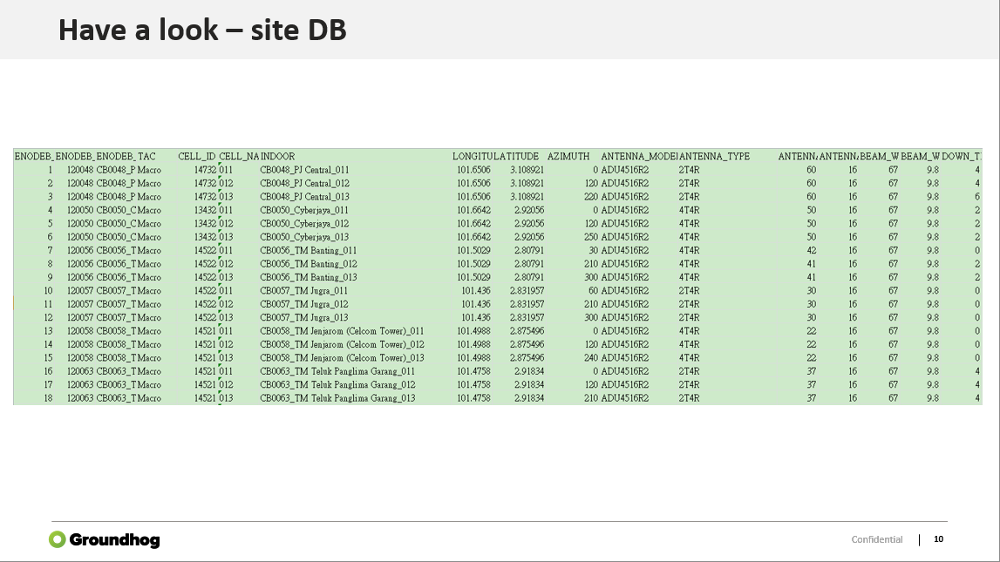 Have a look – site DB
ENODEB_ ENODEB_ ENODEB_ TAC CELL_ID CELL_NA INDOOR LONGITU LATITUDE AZIMUTH ANTENNA_MODEI ANTENNA_TYPE ANTENN ANTENN BEAM_W BEAM_W DOWN_T
1 120048 CB0048_P Macro 14732 011 CB0048_PJ Central_011 101.6506 3.108921 0 ADU4516R2 2T4R 60 16 67 9.8 4
2 120048 CB0048_P Macro 14732 012 CB0048_PJ Central_012 101.6506 3.108921 120 ADU4516R2 2T4R 60 16 67 9.8 4
3 120048 CB0048_P Macro 14732 013 CB0048_PJ Central_013 101.6506 3.108921 220 ADU4516R2 2T4R 60 16 67 9.8 6
4 120050 CB0050_C Macro 13432 011 CB0050_Cyberjaya_011 101.6642 2.92056 0 ADU4516R2 4T4R 50 16 67 9.8 2
5 120050 CB0050_C Macro 13432 012 CB0050_Cyberjaya_012 101.6642 2.92056 120 ADU4516R2 4T4R 50 16 67 9.8 2
6 120050 CB0050_C Macro 13432 013 CB0050_Cyberjaya_013 101.6642 2.92056 250 ADU4516R2 4T4R 50 16 67 9.8 2
7 120056 CB0056_T Macro 14522 011 CB0056_TM Banting_011 101.5029 2.80791 30 ADU4516R2 4T4R 42 16 67 9.8 0
8 120056 CB0056_T Macro 14522 012 CB0056_TM Banting_012 101.5029 2.80791 210 ADU4516R2 4T4R 41 16 67 9.8 2
9 120056 CB0056_T Macro 14522 013 CB0056_TM Banting_013 101.5029 2.80791 300 ADU4516R2 4T4R 41 16 67 9.8 2
10 120057 CB0057_T Macro 14522 011 CB0057_TM Jugra_011 101.436 2.831957 60 ADU4516R2 2T4R 30 16 67 9.8 0
11 120057 CB0057_T Macro 14522 012 CB0057_TM Jugra_012 101.436 2.831957 210 ADU4516R2 2T4R 30 16 67 9.8 0
12 120057 CB0057_T Macro 14522 013 CB0057_TM Jugra_013 101.436 2.831957 300 ADU4516R2 2T4R 30 16 67 9.8 0
13 120058 CB0058_T Macro 14521 011 CB0058_TM Jenjarom (Celcom Tower)_011 101.4988 2.875496 0 ADU4516R2 4T4R 22 16 67 9.8 0
14 120058 CB0058_T Macro 14521 012 CB0058_TM Jenjarom (Celcom Tower)_012 101.4988 2.875496 120 ADU4516R2 4T4R 22 16 67 9.8 0
15 120058 CB0058_T Macro 14521 013 CB0058_TM Jenjarom (Celcom Tower)_013 101.4988 2.875496 240 ADU4516R2 4T4R 22 16 67 9.8 0
16 120063 CB0063_T Macro 14521 011 CB0063_TM Teluk Panglima Garang_011 101.4758 2.91834 0 ADU4516R2 2T4R 37 16 67 9.8 4
17 120063 CB0063_T Macro 14521 012 CB0063_TM Teluk Panglima Garang_012 101.4758 2.91834 120 ADU4516R2 2T4R 37 16 67 9.8 4
18 120063 CB0063_T Macro 14521 013 CB0063_TM Teluk Panglima Garang_013 101.4758 2.91834 210 ADU4516R2 2T4R 37 16 67 9.8 4
Groundhog
Confidential 10